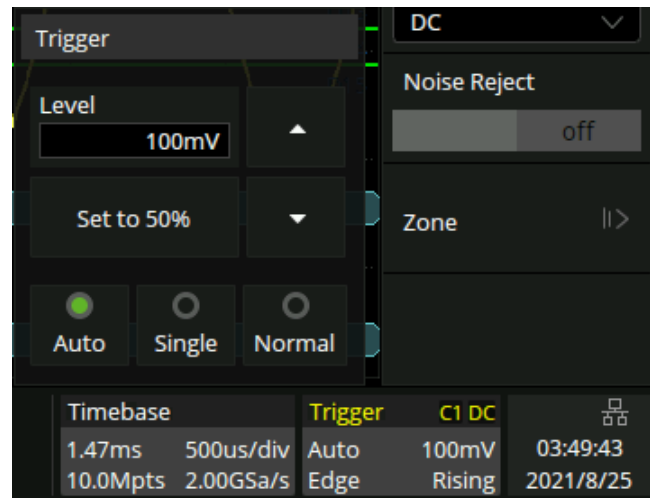 Trigger
DC
Level
100mV
Set to 50%
Auto Single Normal
Noise Reject
off
Zone
Timebase
1.47ms 500us/div
10.0Mpts 2.00GSa/s
Trigger C1 DC
Auto 100mV
Edge Rising
03:49:43
2021/8/25